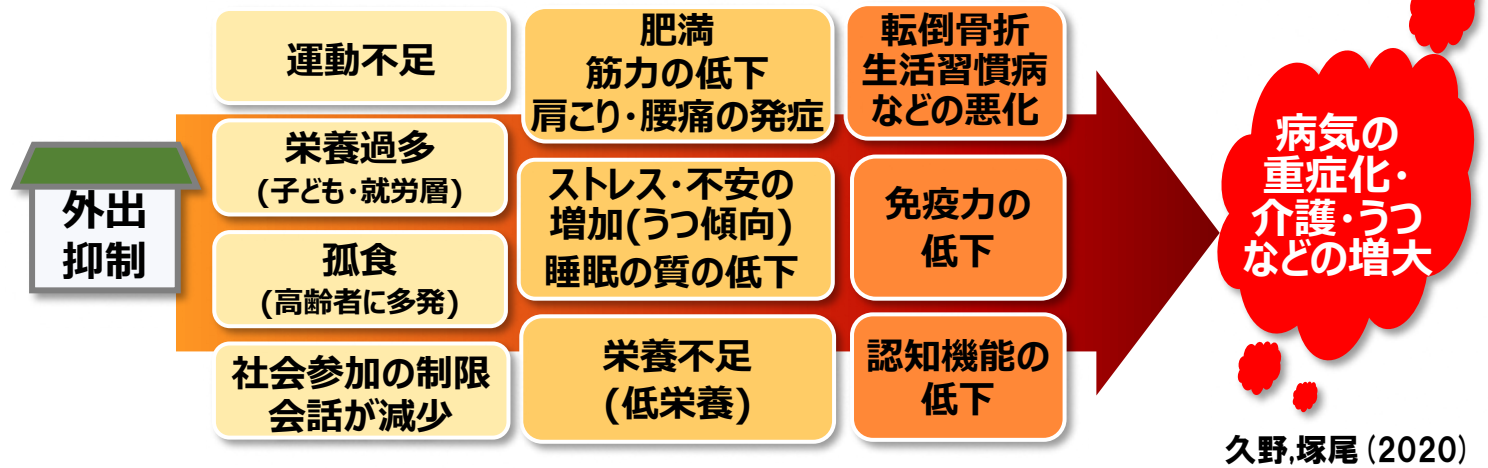 外出
抑制
運動不足
栄養過多
(子ども・就労層)
孤食
(高齢者に多発)
社会参加の制限
会話が減少
肥満
筋力の低下
肩こり・腰痛の発症
ストレス・不安の
増加(うつ傾向)
睡眠の質の低下
栄養不足
(低栄養)
転倒骨折
生活習慣病
などの悪化
免疫力の
低下
認知機能の
低下
病気の
重症化・
介護・うつ
などの増大
久野,塚尾(2020)